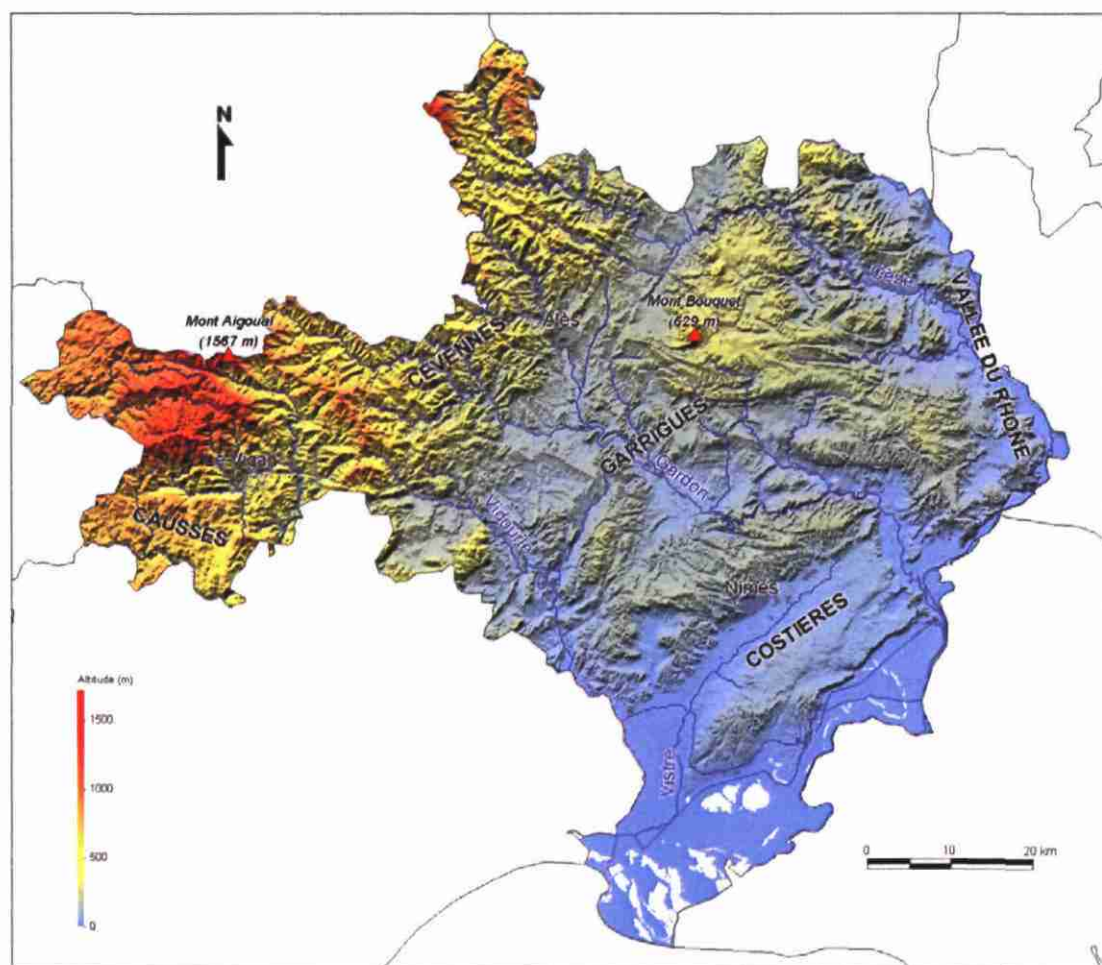 N
Mont Aigoual
(1567 m)
Mont Bouquet
(629 m)
Alès
Cèze
VALLEE DU RHONE
CEVENNES
GARRIGUES
Gardon
CAUSSES
Vidourle
Nîmes
COSTIERES
Vistre
Altitude (m)
1500
1000
500
0
0 10 20 km